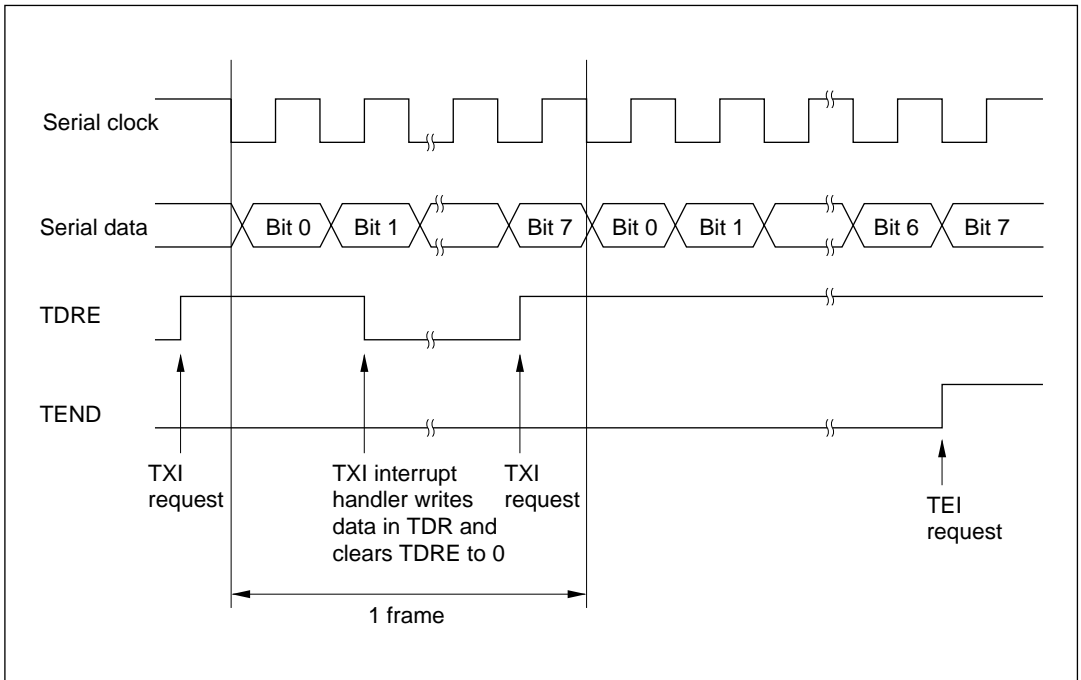 Serial clock
Serial data
Bit 0
Bit 1
Bit 7
Bit 0
Bit 1
Bit 6
Bit 7
TDRE
TEND
TXI
request
TXI interrupt
handler writes
data in TDR and
clears TDRE to 0
TXI
request
TEI
request
1 frame